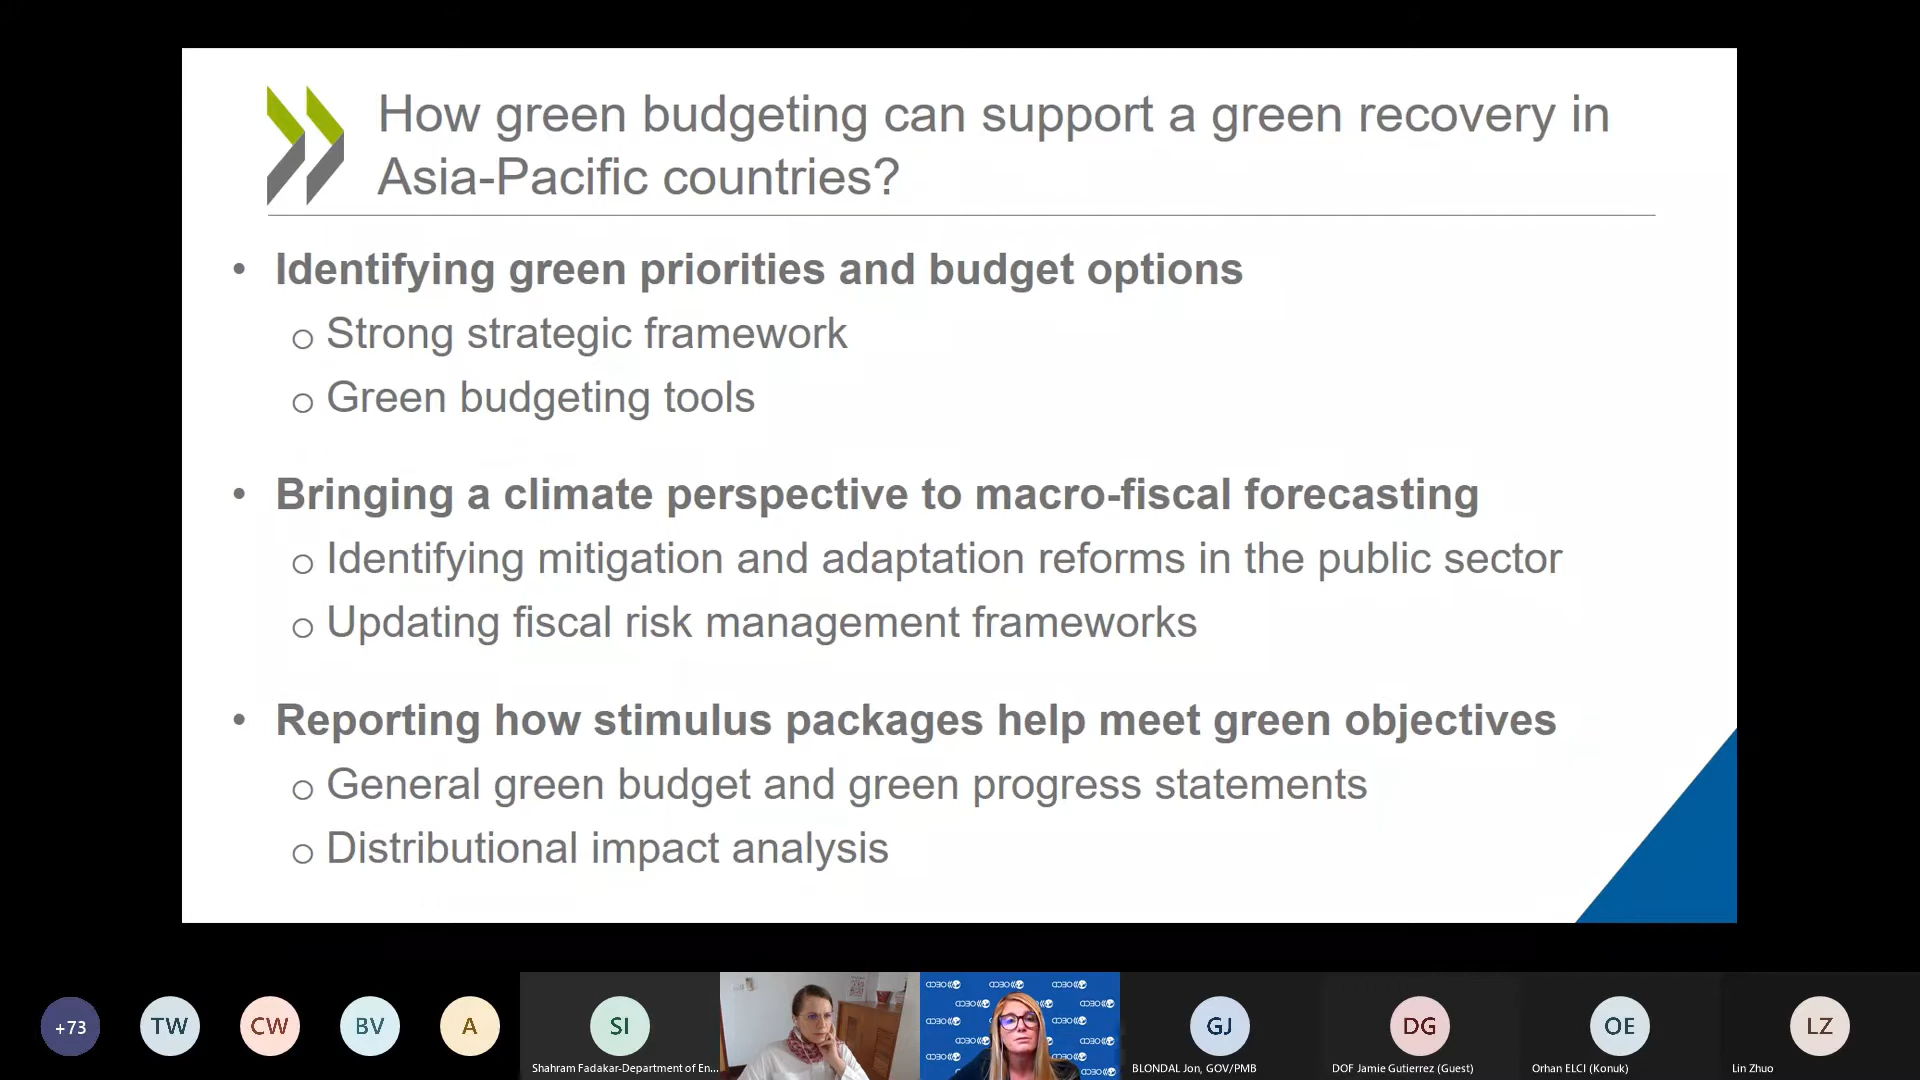 How green budgeting can support a green recovery in
Asia-Pacific countries?
• Identifying green priorities and budget options
o Strong strategic framework
o Green budgeting tools
• Bringing a climate perspective to macro-fiscal forecasting
o Identifying mitigation and adaptation reforms in the public sector
o Updating fiscal risk management frameworks
• Reporting how stimulus packages help meet green objectives
o General green budget and green progress statements
o Distributional impact analysis
+73
TW
CW
BV
A
SI
GJ
DG
OE
LZ
Shahram Fadakar-Department of En...
BLONDAL Jon, GOV/PMB
DOF Jamie Gutierrez (Guest)
Orhan ELCI (Konuk)
Lin Zhuo